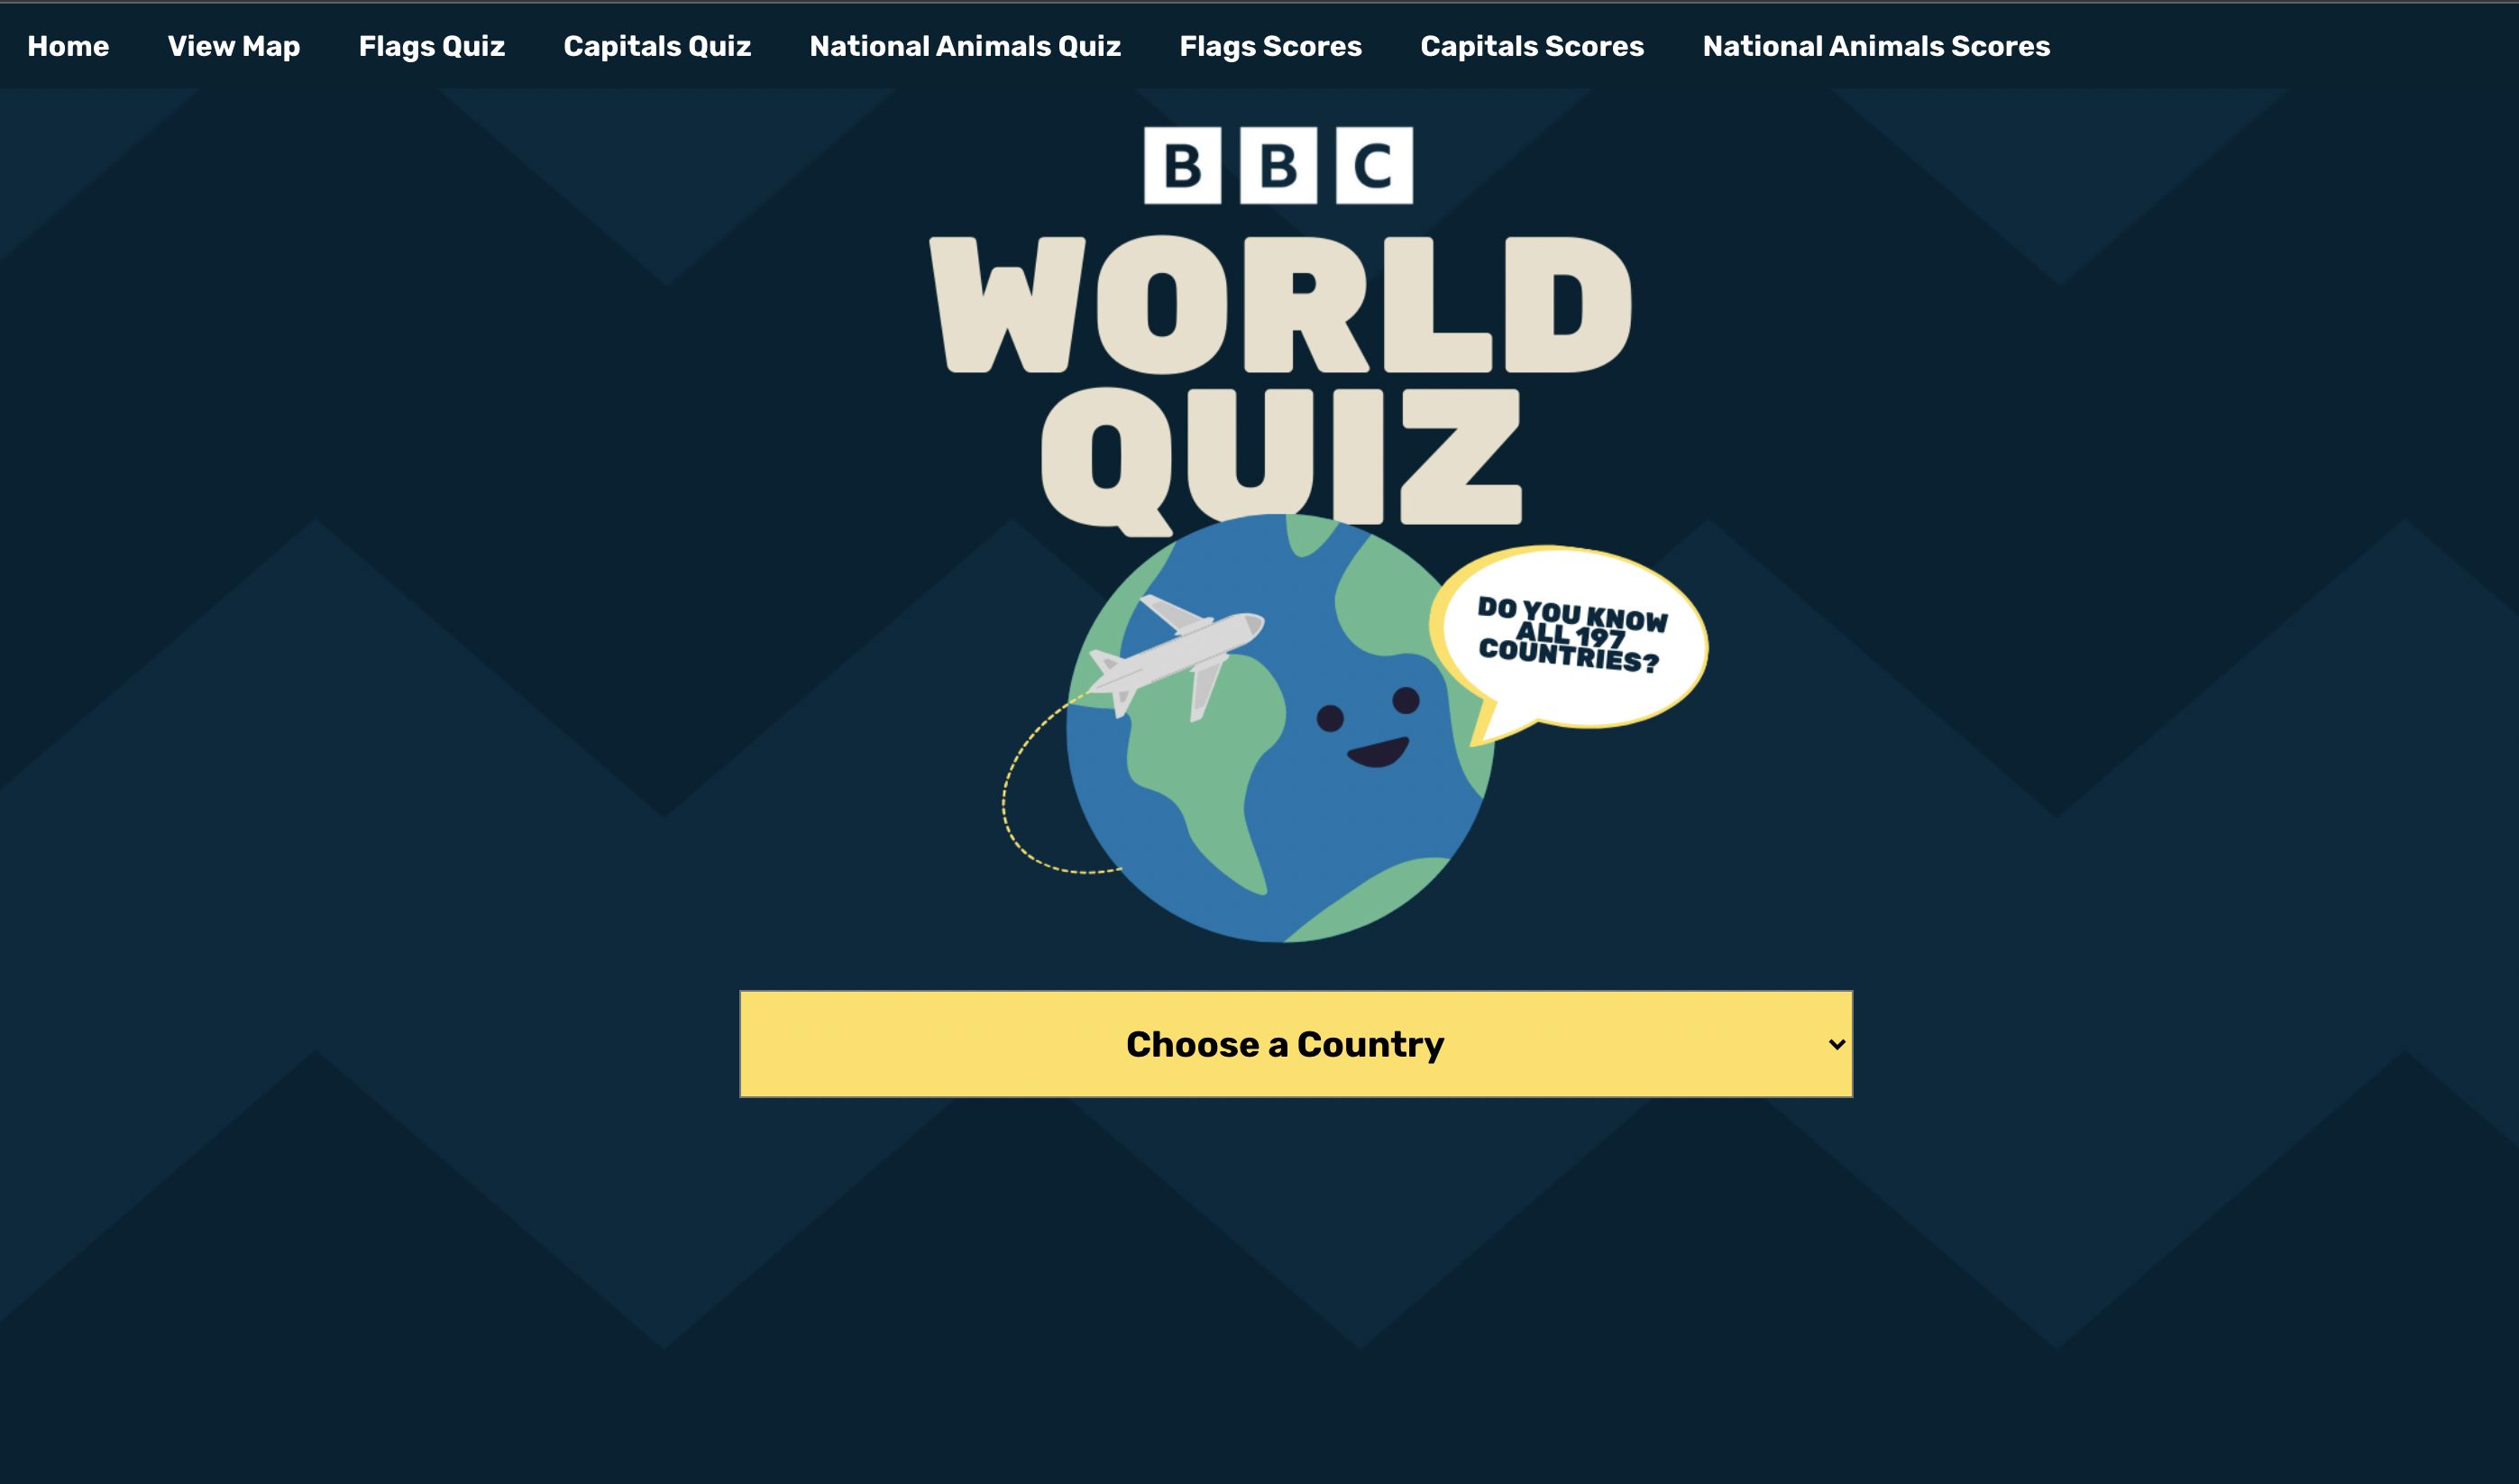 Home View Map Flags Quiz Capitals Quiz National Animals Quiz Flags Scores Capitals Scores National Animals Scores
BBC
WORLD
QUIZ
DO YOU KNOW
ALL 197
COUNTRIES?
Choose a Country